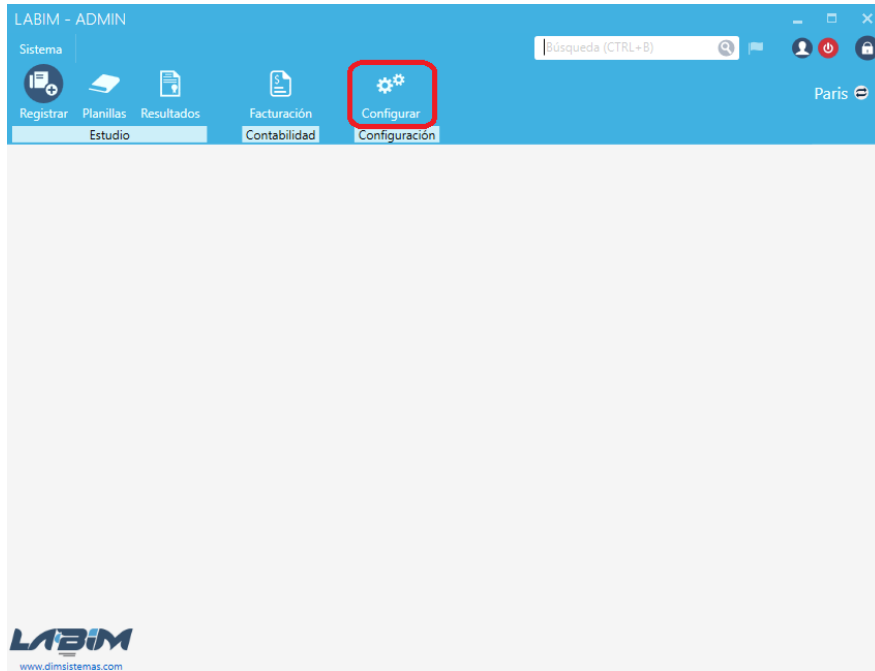 LABIM - ADMIN
Sistema
Búsqueda (CTRL+B)
Paris
Registrar Planillas Resultados Facturación Configurar
Estudio Contabilidad Configuración
LABiM
www.dimsistemas.com